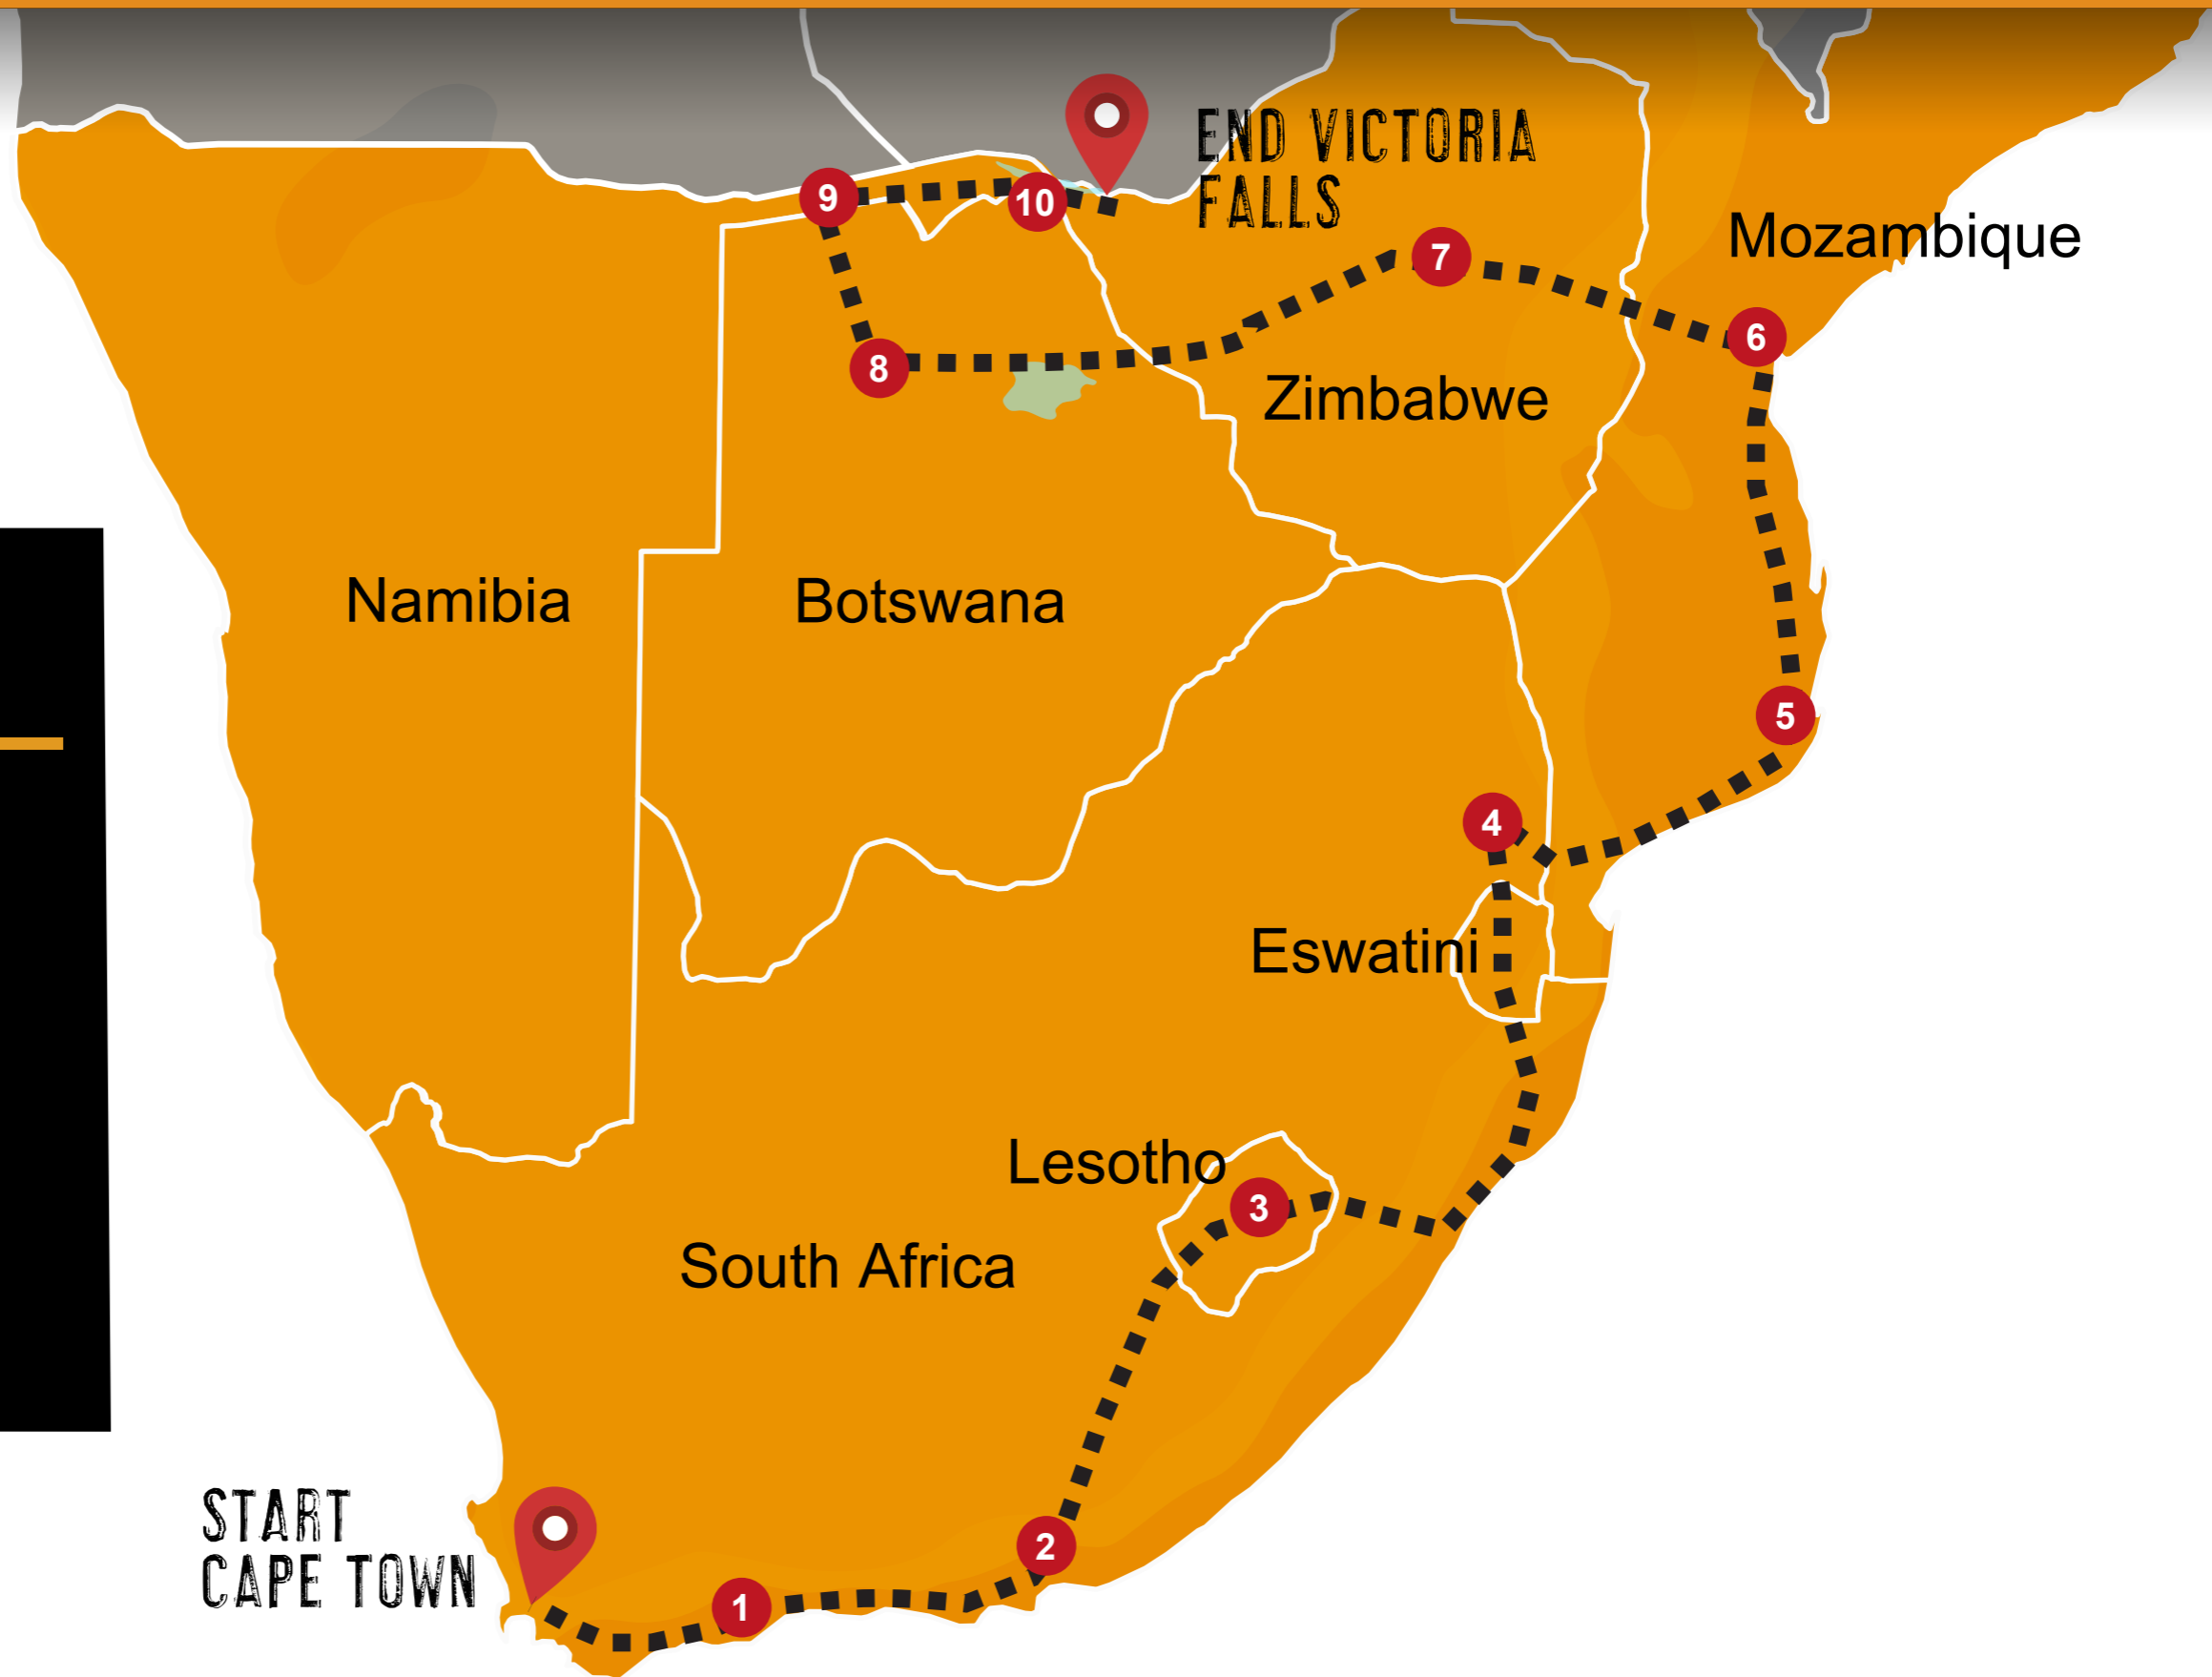 END VICTORIA
FALLS
9
10
Mozambique
7
6
8
Zimbabwe
Namibia
Botswana
5
4
Eswatini
Lesotho
3
South Africa
START
CAPE TOWN
2
1